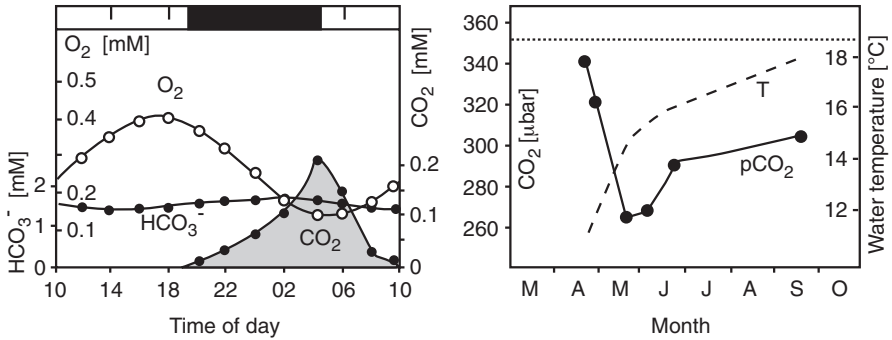 O₂ [mM]
0.5
0.4
0.2
0.1
HCO₃⁻ [mM]
2
1
0
O₂
HCO₃⁻
CO₂
CO₂ [mM]
0.2
0.1
0
10 14 18 22 02 06 10
Time of day
CO₂ [µbar]
360
340
320
300
280
260
T
pCO₂
Water temperature [°C]
18
16
14
12
M A M J J A S O
Month